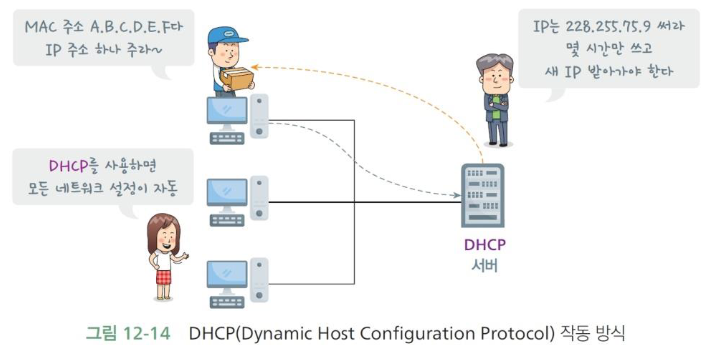 MAC 주소 A.B.C.D.E.F다
IP 주소 하나 주라~
IP는 228.255.75.9 써라
몇 시간만 쓰고
새 IP 받아가야 한다
DHCP를 사용하면
모든 네트워크 설정이 자동
DHCP
서버
그림 12-14 DHCP(Dynamic Host Configuration Protocol) 작동 방식